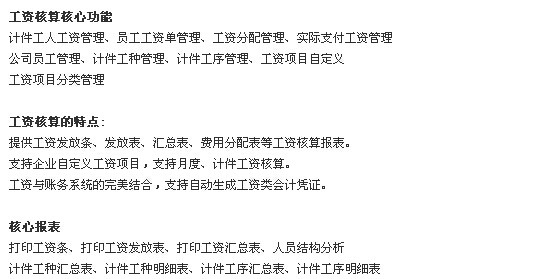 工资核算核心功能
计件工人工资管理、员工工资单管理、工资分配管理、实际支付工资管理
公司员工管理、计件工种管理、计件工序管理、工资项目自定义
工资项目分类管理
工资核算的特点：
提供工资发放条、发放表、汇总表、费用分配表等工资核算报表。
支持企业自定义工资项目，支持月度、计件工资核算。
工资与账务系统的完美结合，支持自动生成工资类会计凭证。
核心报表
打印工资条、打印工资发放表、打印工资汇总表、人员结构分析
计件工种汇总表、计件工种明细表、计件工序汇总表、计件工序明细表